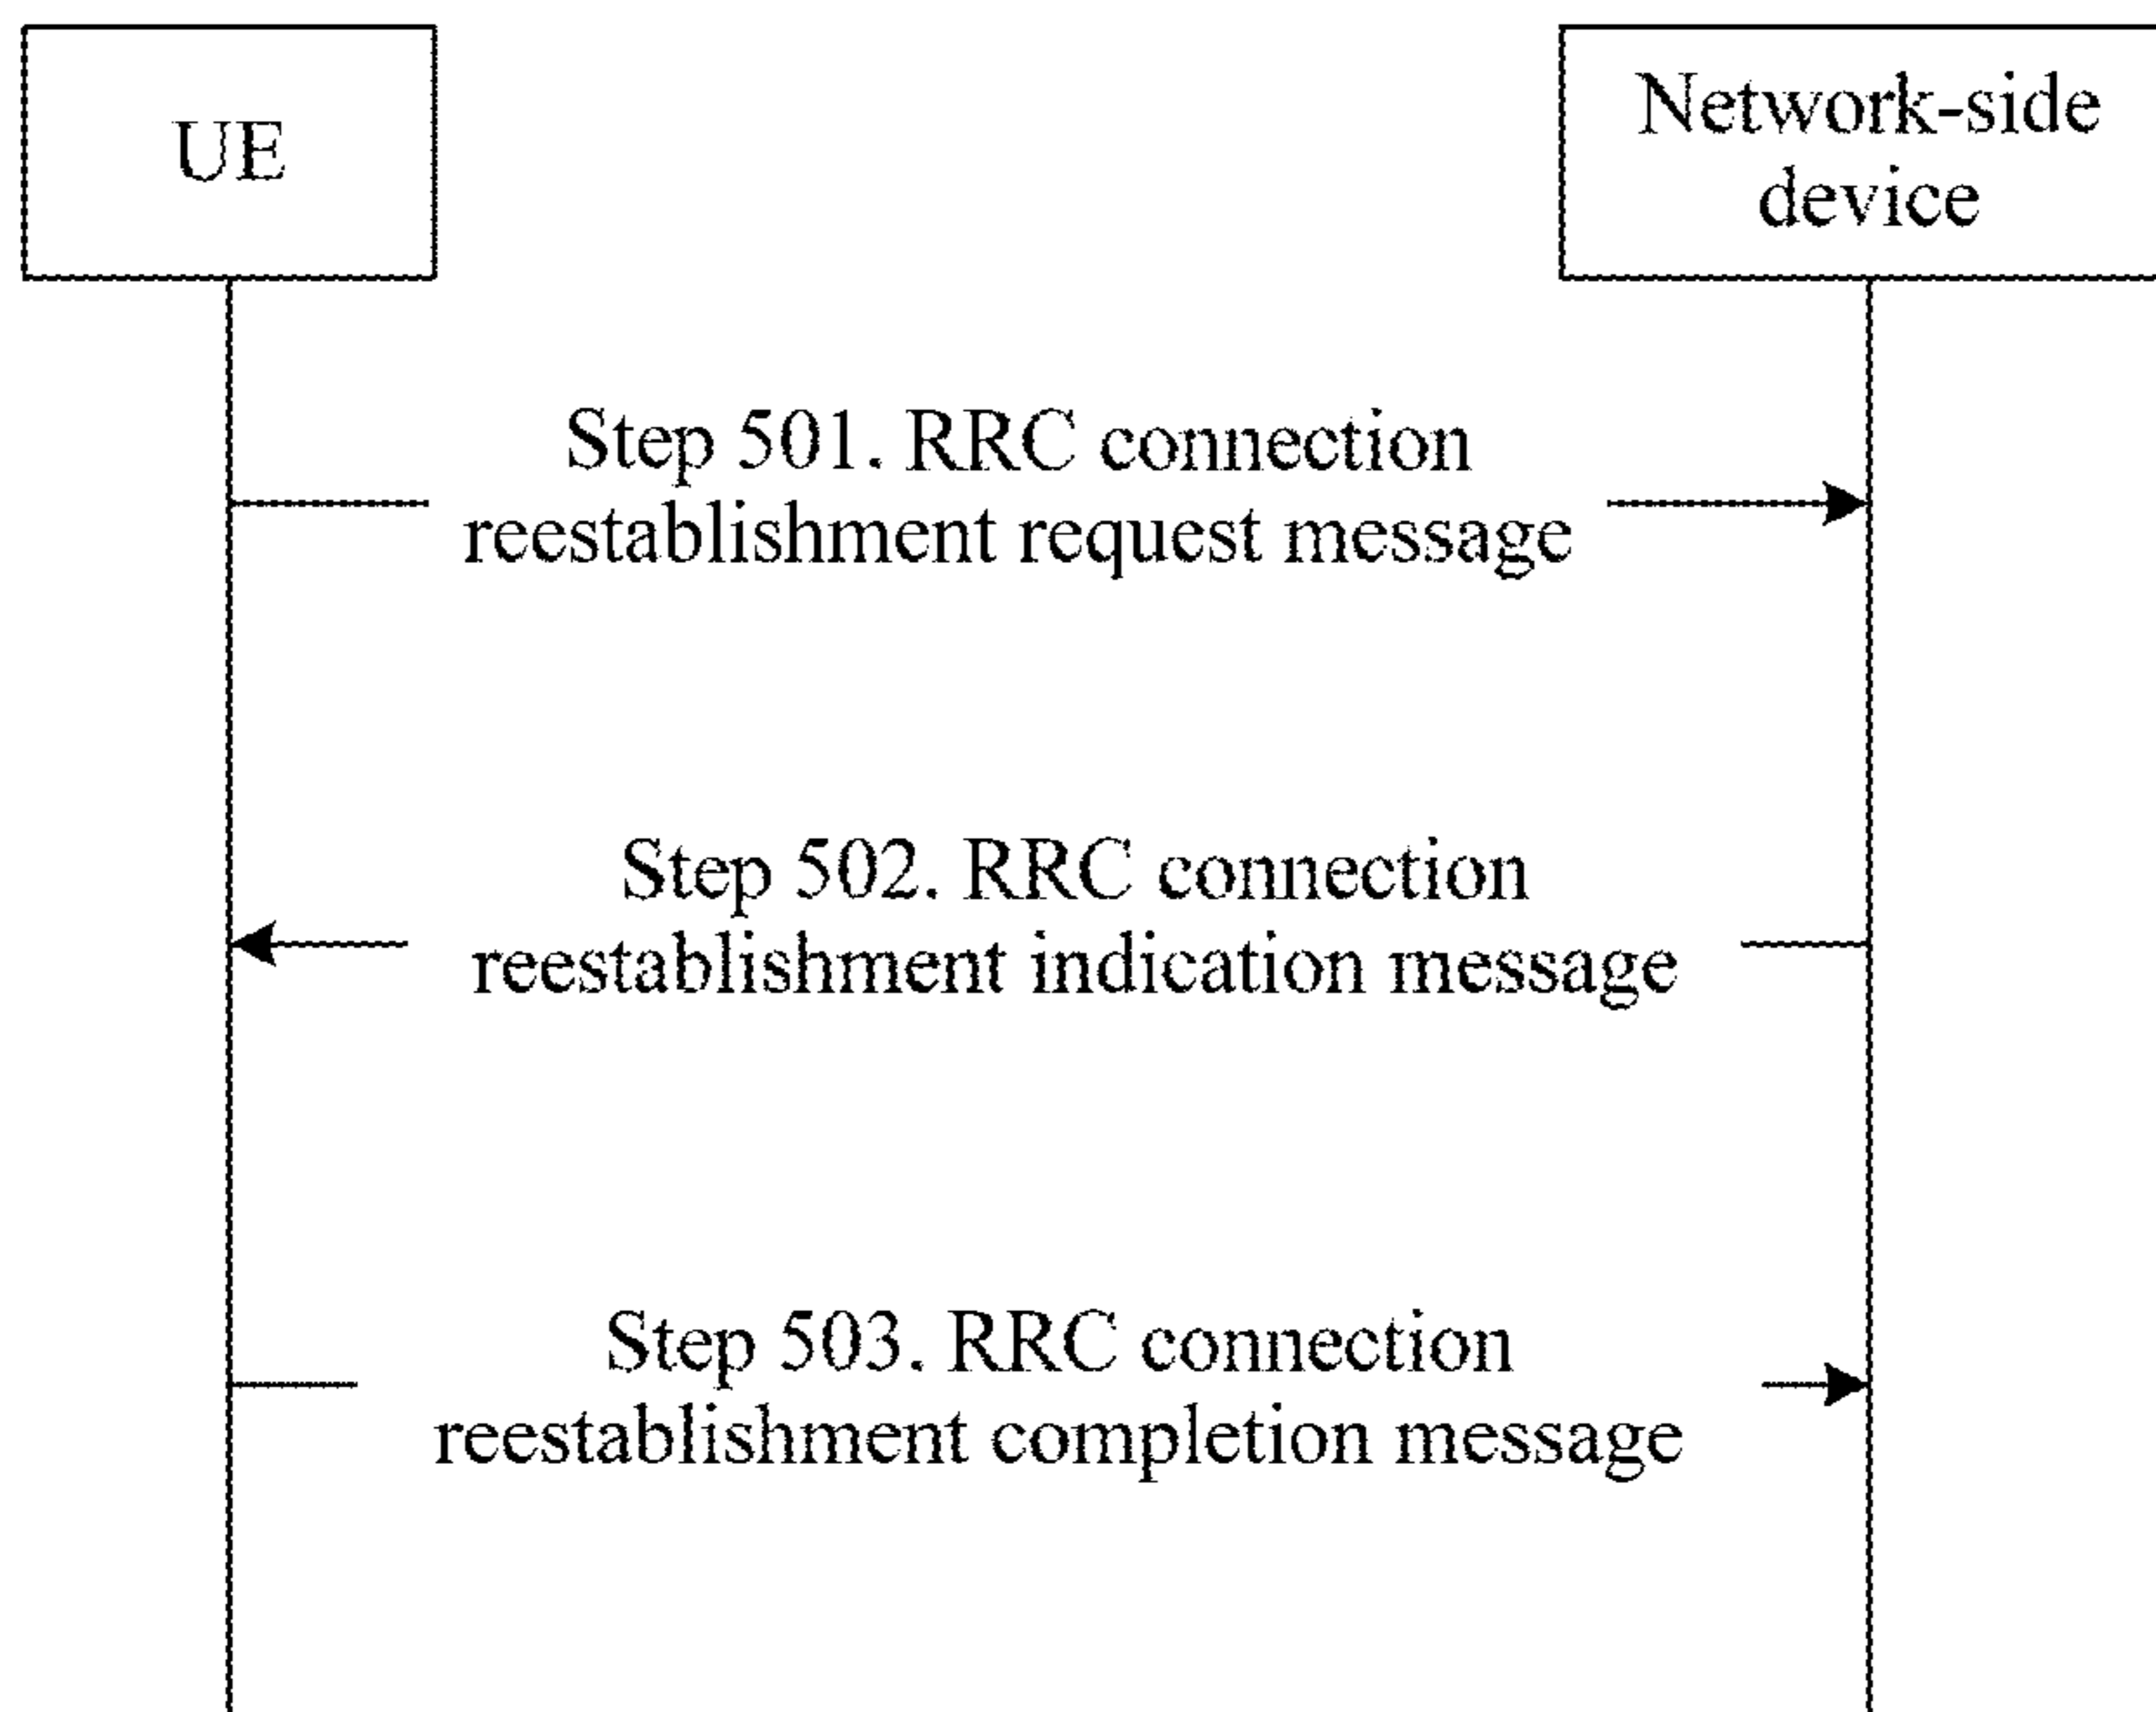 UE
Network-side
device
Step 501. RRC connection
reestablishment request message
Step 502. RRC connection
reestablishment indication message
Step 503. RRC connection
reestablishment completion message